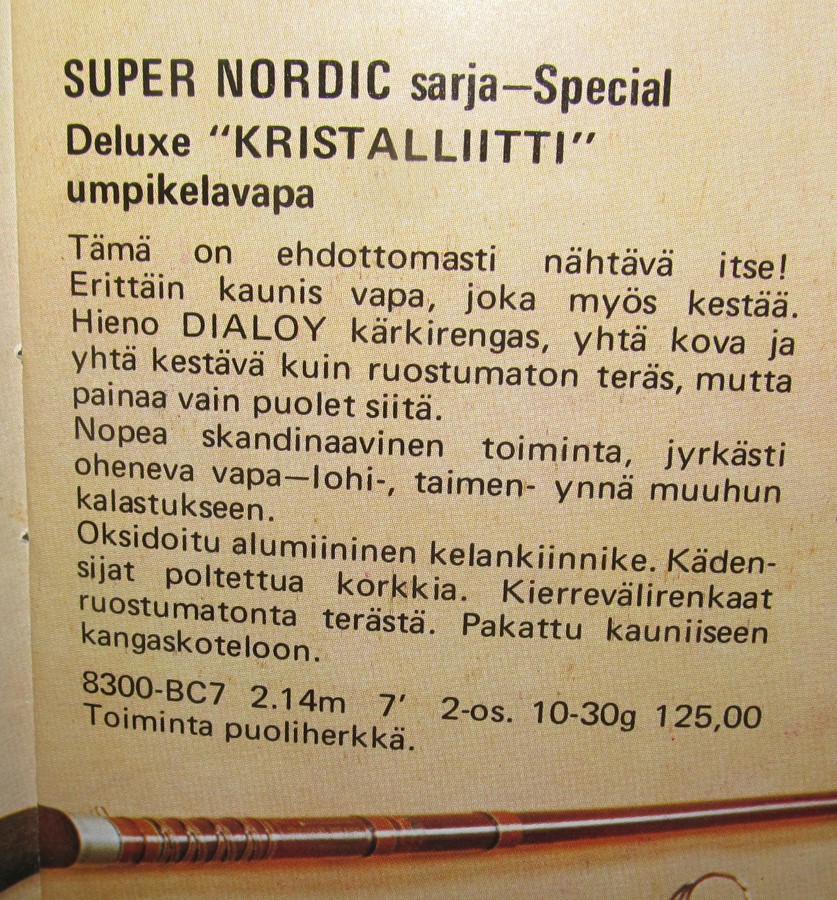 SUPER NORDIC sarja—Special
Deluxe "KRISTALLIITTI"
umpikelavapa
Tämä on ehdottomasti nähtävä itse!
Erittäin kaunis vapa, joka myös kestää.
Hieno DIALOY kärkirengas, yhtä kova ja
yhtä kestävä kuin ruostumaton teräs, mutta
painaa vain puolet siitä.
Nopea skandinaavinen toiminta, jyrkästi
oheneva vapa—lohi-, taimen- ynnä muuhun
kalastukseen.
Oksidoitu alumiininen kelankiinnike. Käden-
sijat poltettua korkkia. Kierrevälirenkaat
ruostumatonta terästä. Pakattu kauniiseen
kangaskoteloon.
8300-BC7 2.14m 7' 2-os. 10-30g 125,00
Toiminta puoliherkkä.